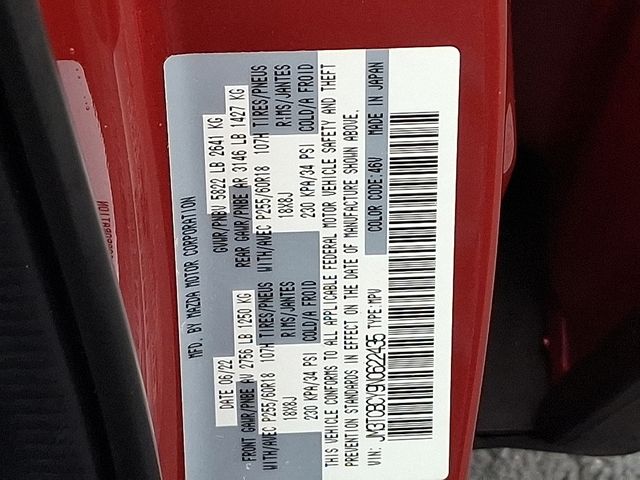 MFD. BY MAZDA MOTOR CORPORATION
DATE 06/22 GVWR/PNBV 5822 LB 2641 KG
FRONT GAWR/PNBE AV 2756 LB 1250 KG REAR GAWR/PNBE AR 3146 LB 1427 KG
WITH/AVEC P255/60R18 107H TIRES/PNEUS WITH/AVEC P255/60R18 107H TIRES/PNEUS
18X8J RIMS/JANTES 18X8J RIMS/JANTES
230 KPA/34 PSI COLD/A FROID 230 KPA/34 PSI COLD/A FROID
THIS VEHICLE CONFORMS TO ALL APPLICABLE FEDERAL MOTOR VEHICLE SAFETY AND THEFT
PREVENTION STANDARDS IN EFFECT ON THE DATE OF MANUFACTURE SHOWN ABOVE.
VIN: JM3TCBCY9N0622435 TYPE:MPV COLOR CODE:46V MADE IN JAPAN